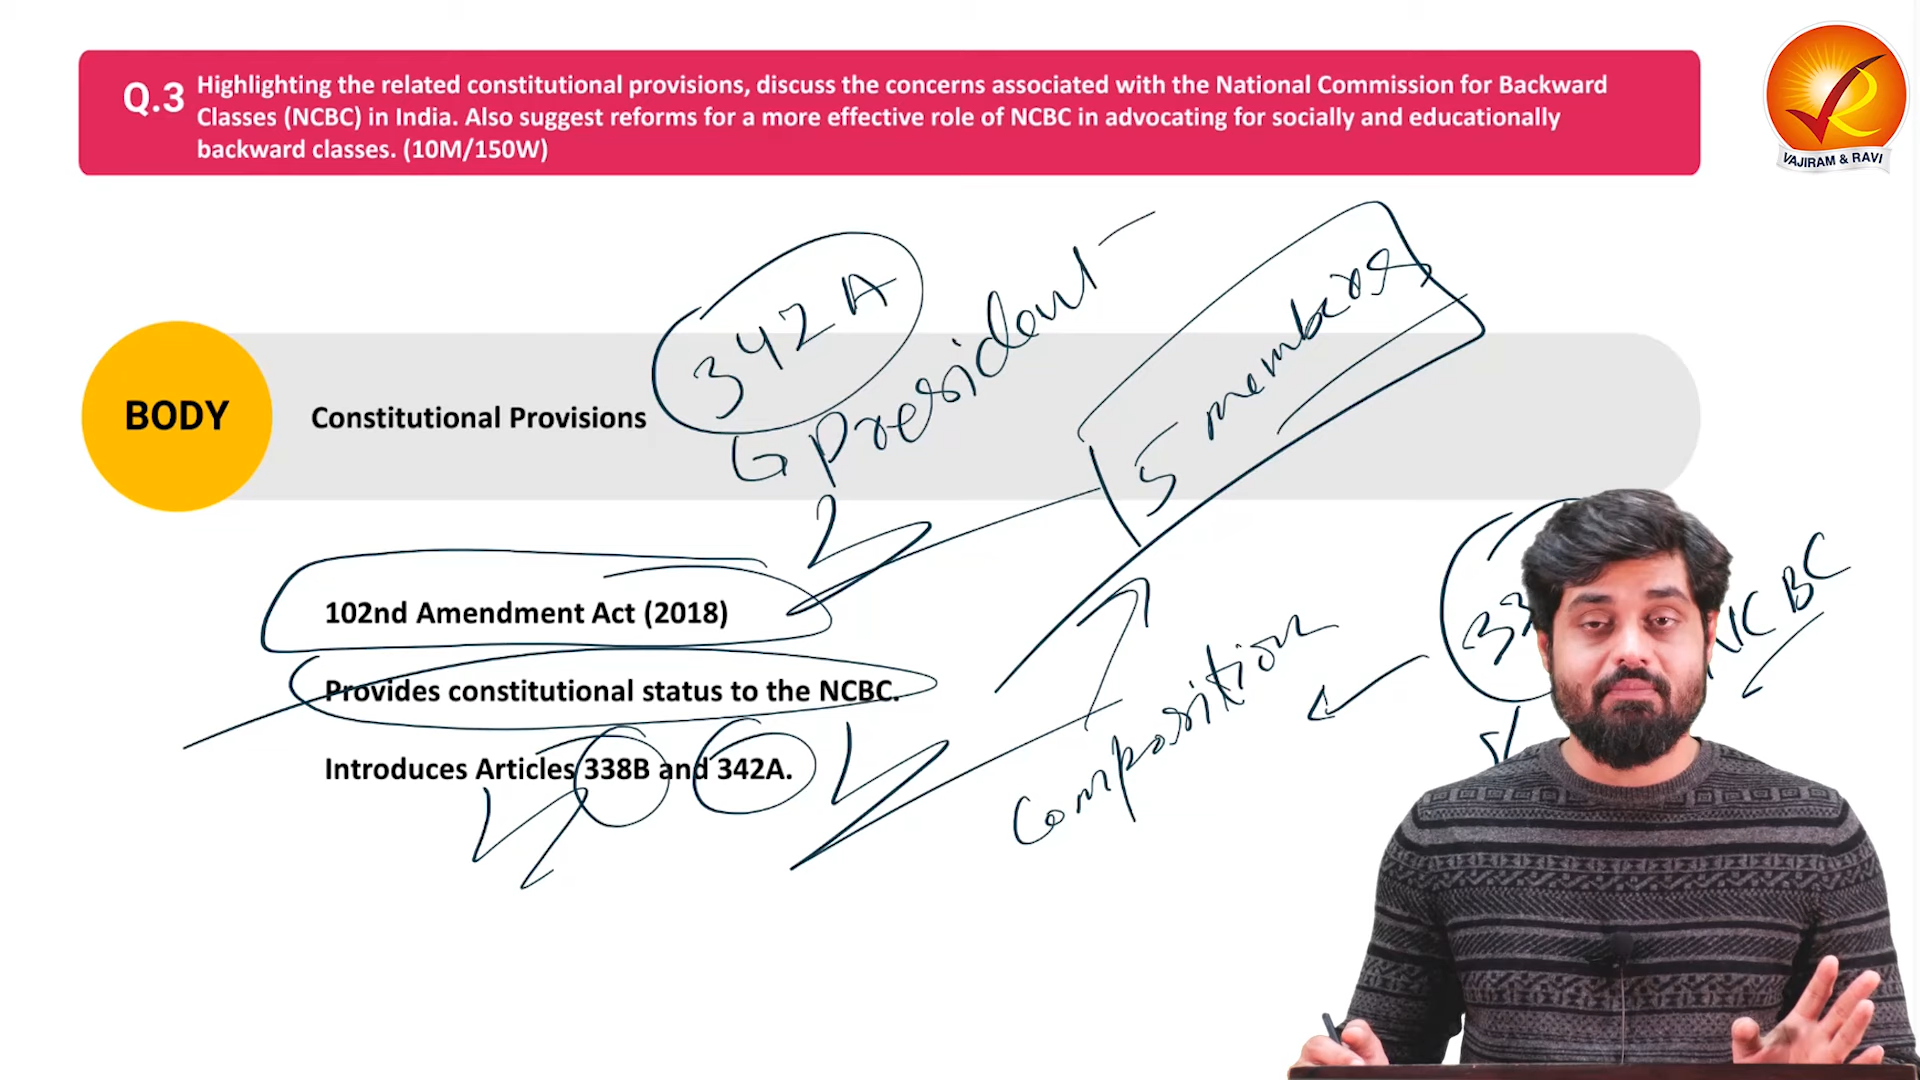 Q.3 Highlighting the related constitutional provisions, discuss the concerns associated with the National Commission for Backward
Classes (NCBC) in India. Also suggest reforms for a more effective role of NCBC in advocating for socially and educationally
backward classes. (10M/150W)
VAJIRAM & RAVI
342A
President
5 members
BODY
Constitutional Provisions
102nd Amendment Act (2018)
Provides constitutional status to the NCBC.
Introduces Articles 338B and 342A.
Composition
NCBC